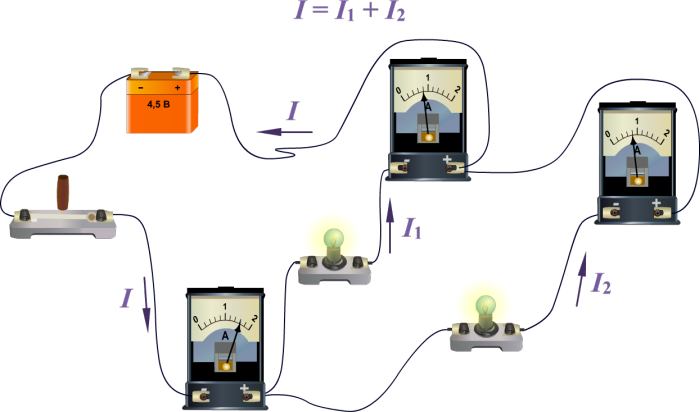 I = I₁ + I₂
- +
4,5 В
0 1 2
A
- +
0 1 2
A
- +
I
I₁
I
I₂
0 1 2
A
- +